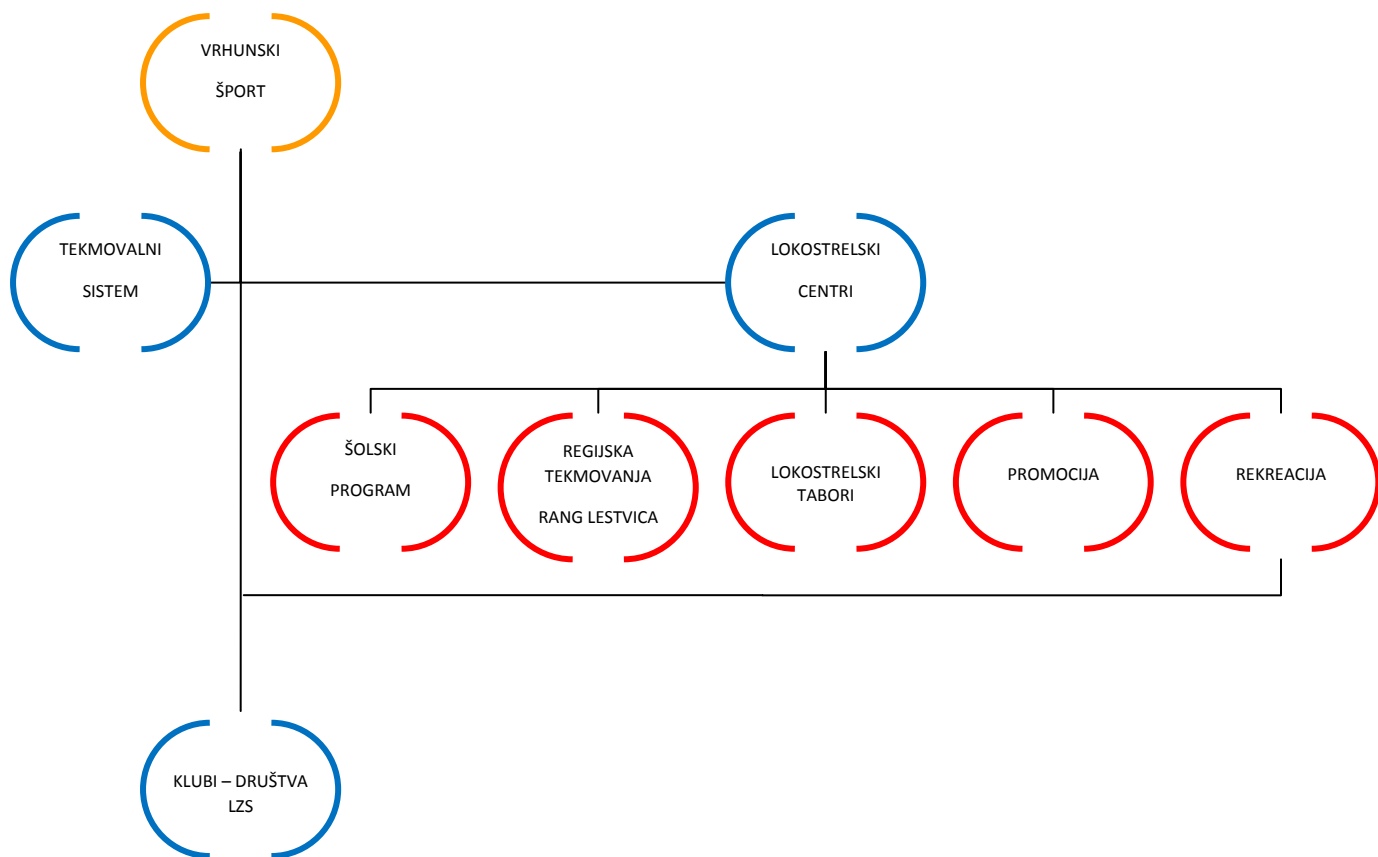 VRHUNSKI
ŠPORT
TEKMOVALNI
SISTEM
LOKOSTRELSKI
CENTRI
ŠOLSKI
PROGRAM
REGIJSKA
TEKMOVANJA
RANG LESTVICA
LOKOSTRELSKI
TABORI
PROMOCIJA
REKREACIJA
KLUBI – DRUŠTVA
LZS